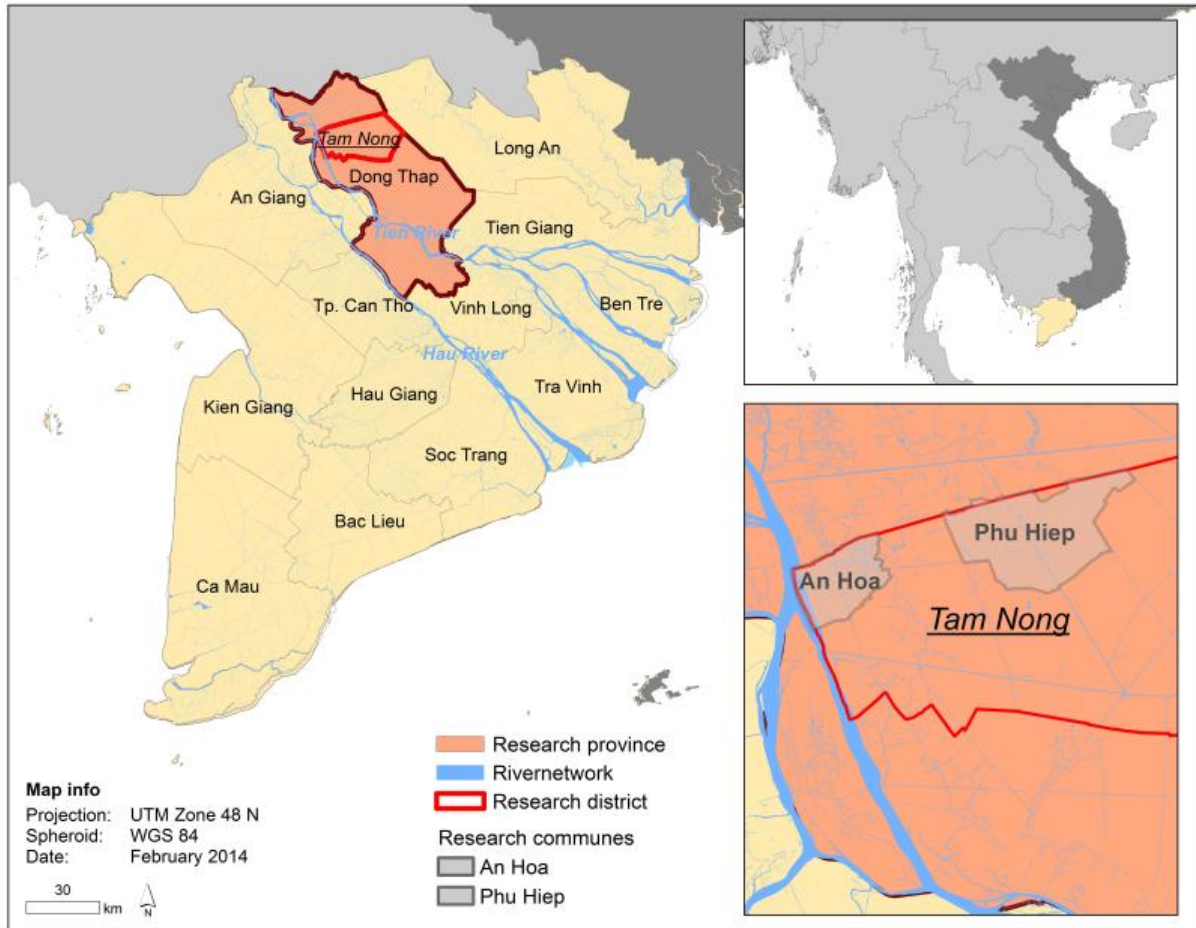 Long An
Tam Nong
Dong Thap
An Giang
Tien River
Tien Giang
Tp. Can Tho
Vinh Long
Ben Tre
Hau River
Hau Giang
Tra Vinh
Kien Giang
Soc Trang
Bac Lieu
Ca Mau
Research province
Rivernetwork
Research district
Research communes
An Hoa
Phu Hiep
Map info
Projection: UTM Zone 48 N
Spheroid: WGS 84
Date: February 2014
30
km
N
Phu Hiep
An Hoa
Tam Nong